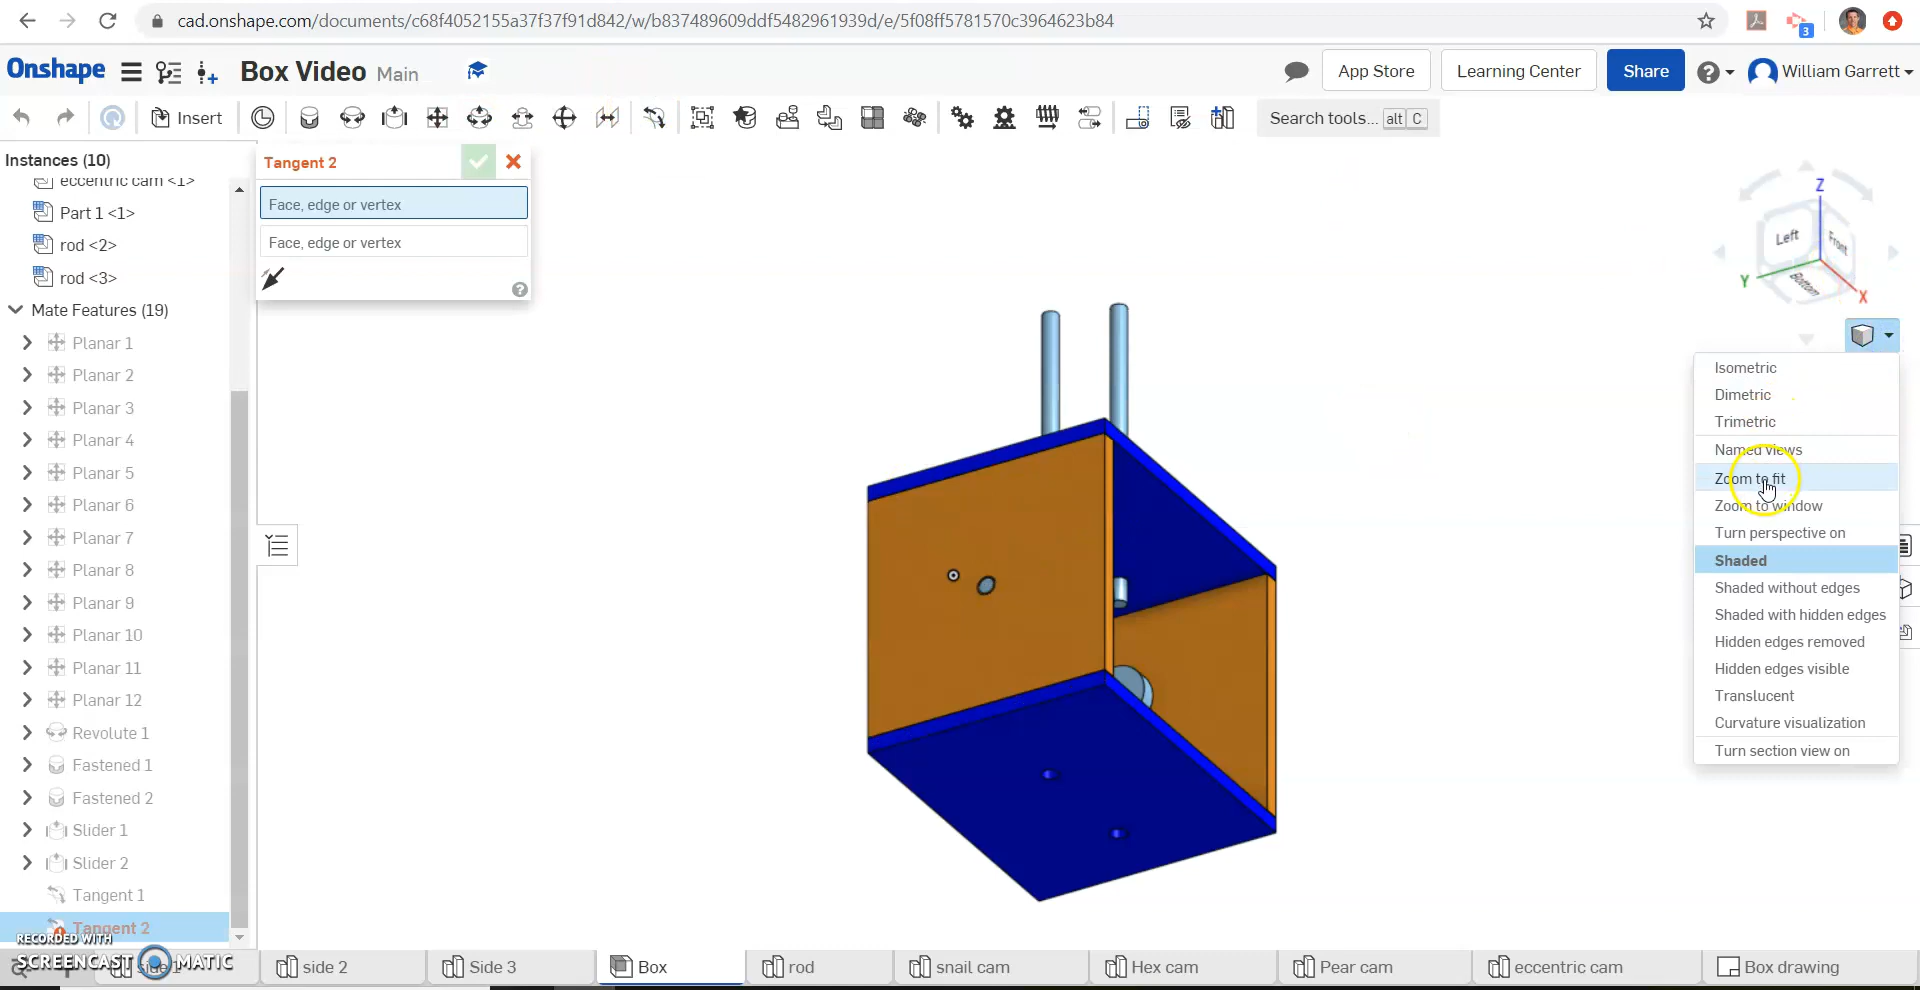 cad.onshape.com/documents/c68f4052155a37f37f91d842/w/b837489609ddf5482961939d/e/5f08ff5781570c3964623b84
3
Onshape
Box Video Main
App Store
Learning Center
Share
William Garrett
Insert
Search tools... alt C
Instances (10)
eccentric cam <1>
Part 1 <1>
rod <2>
rod <3>
Mate Features (19)
Planar 1
Planar 2
Planar 3
Planar 4
Planar 5
Planar 6
Planar 7
Planar 8
Planar 9
Planar 10
Planar 11
Planar 12
Revolute 1
Fastened 1
Fastened 2
Slider 1
Slider 2
Tangent 1
Tangent 2
Tangent 2
Face, edge or vertex
Face, edge or vertex
Z
Left
Front
Bottom
Y
X
Isometric
Dimetric
Trimetric
Named views
Zoom to fit
Zoom to window
Turn perspective on
Shaded
Shaded without edges
Shaded with hidden edges
Hidden edges removed
Hidden edges visible
Translucent
Curvature visualization
Turn section view on
RECORDED WITH
SCREENCAST MATIC
side 2
Side 3
Box
rod
snail cam
Hex cam
Pear cam
eccentric cam
Box drawing